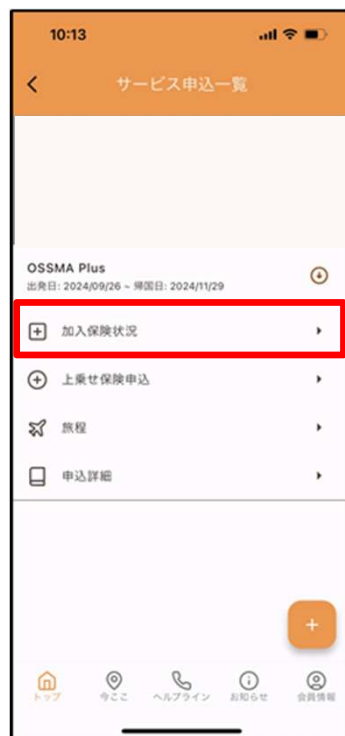 10:13
サービス申込一覧
OSSMA Plus
出発日: 2024/09/26 ~ 帰国日: 2024/11/29
加入保険状況
上乗せ保険申込
旅程
申込詳細
トップ
今ここ
ヘルプライン
お知らせ
会員情報